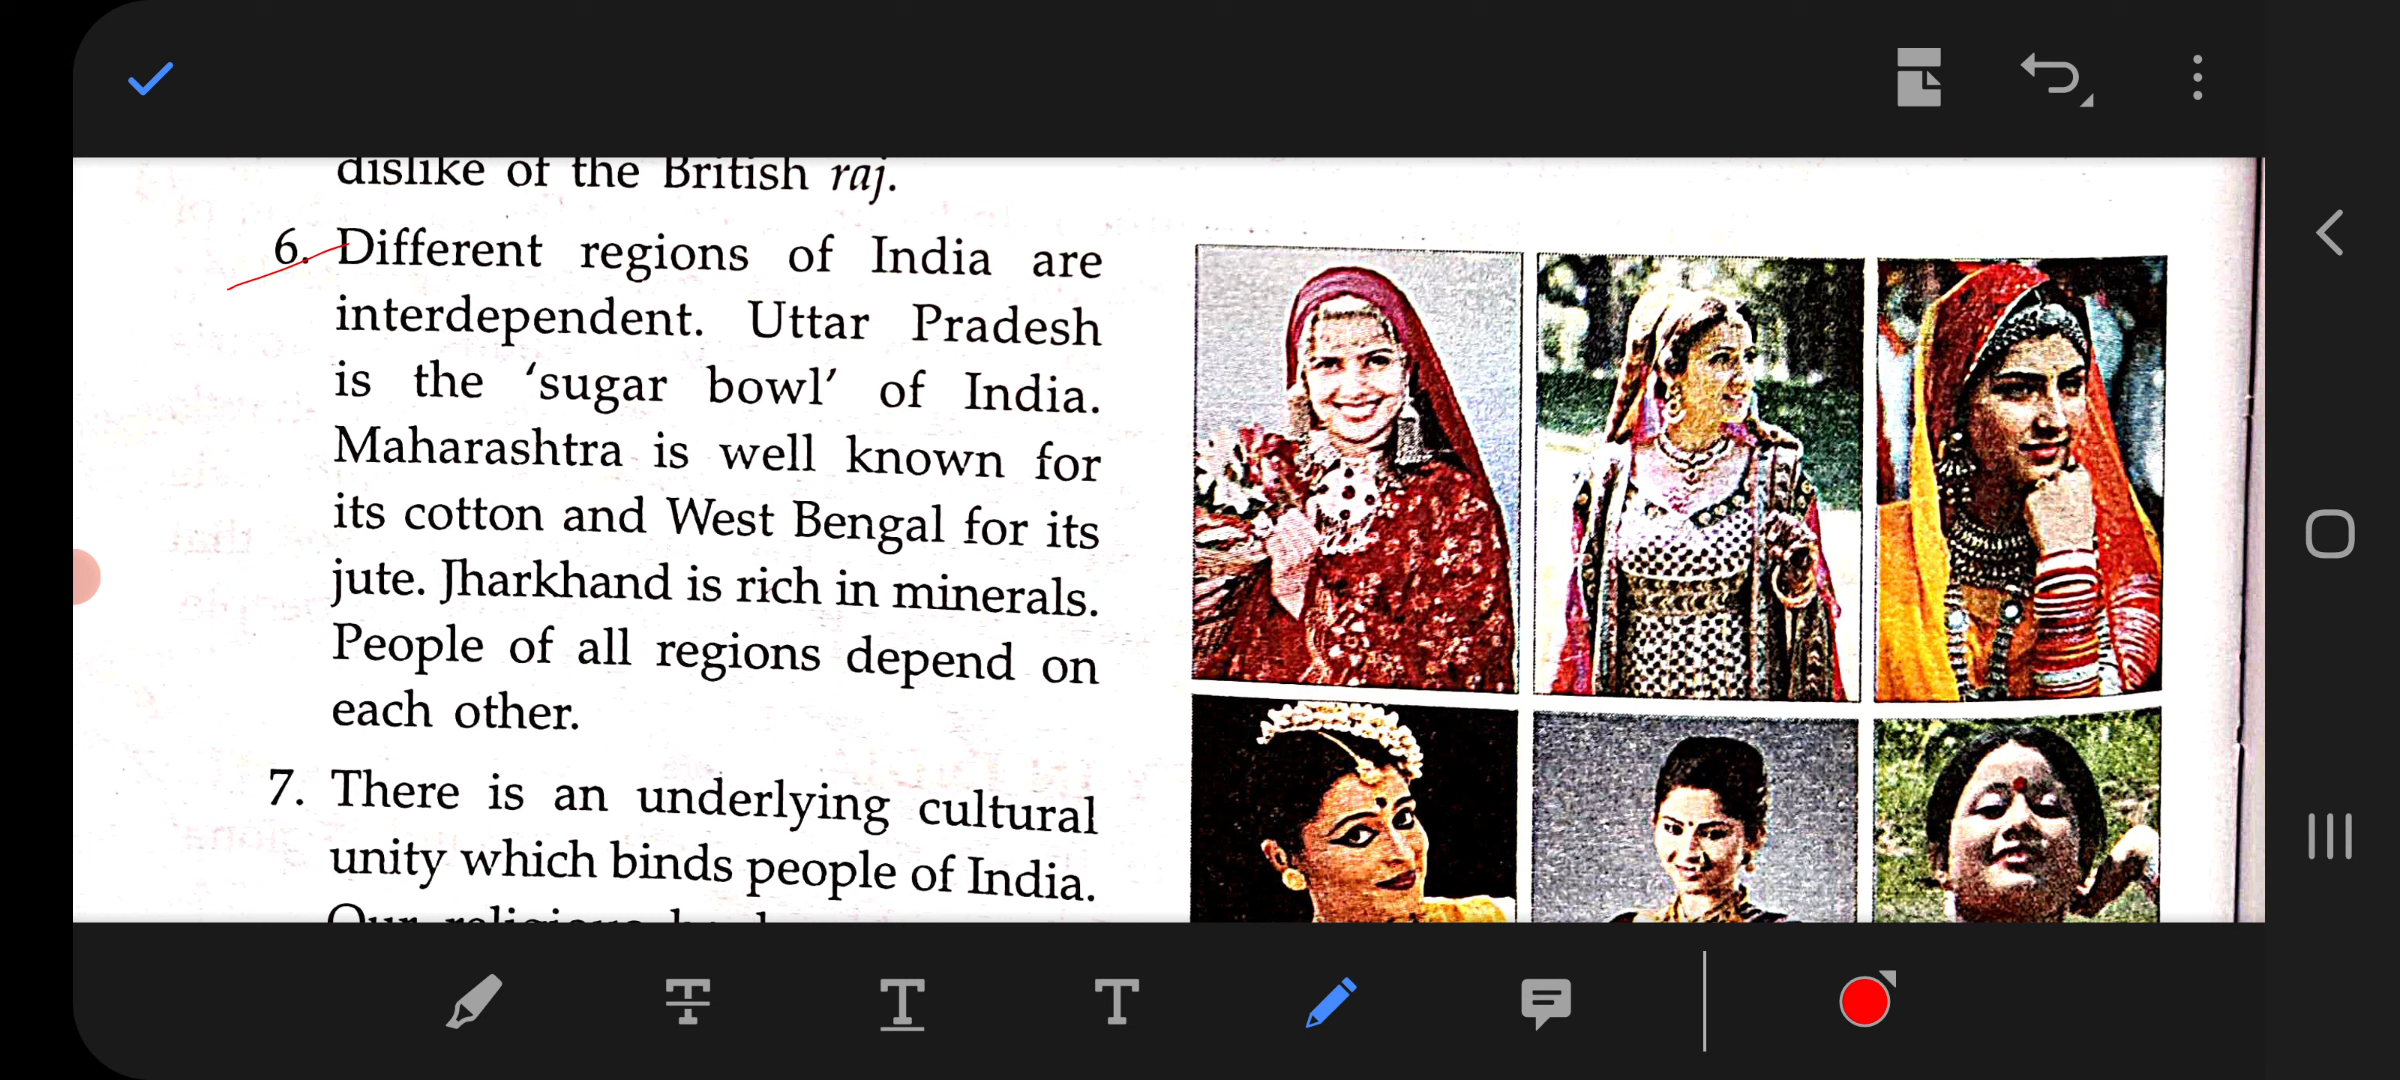 dislike of the British raj.
6. Different regions of India are
interdependent. Uttar Pradesh
is the ‘sugar bowl’ of India.
Maharashtra is well known for
its cotton and West Bengal for its
jute. Jharkhand is rich in minerals.
People of all regions depend on
each other.
7. There is an underlying cultural
unity which binds people of India.
Our religious